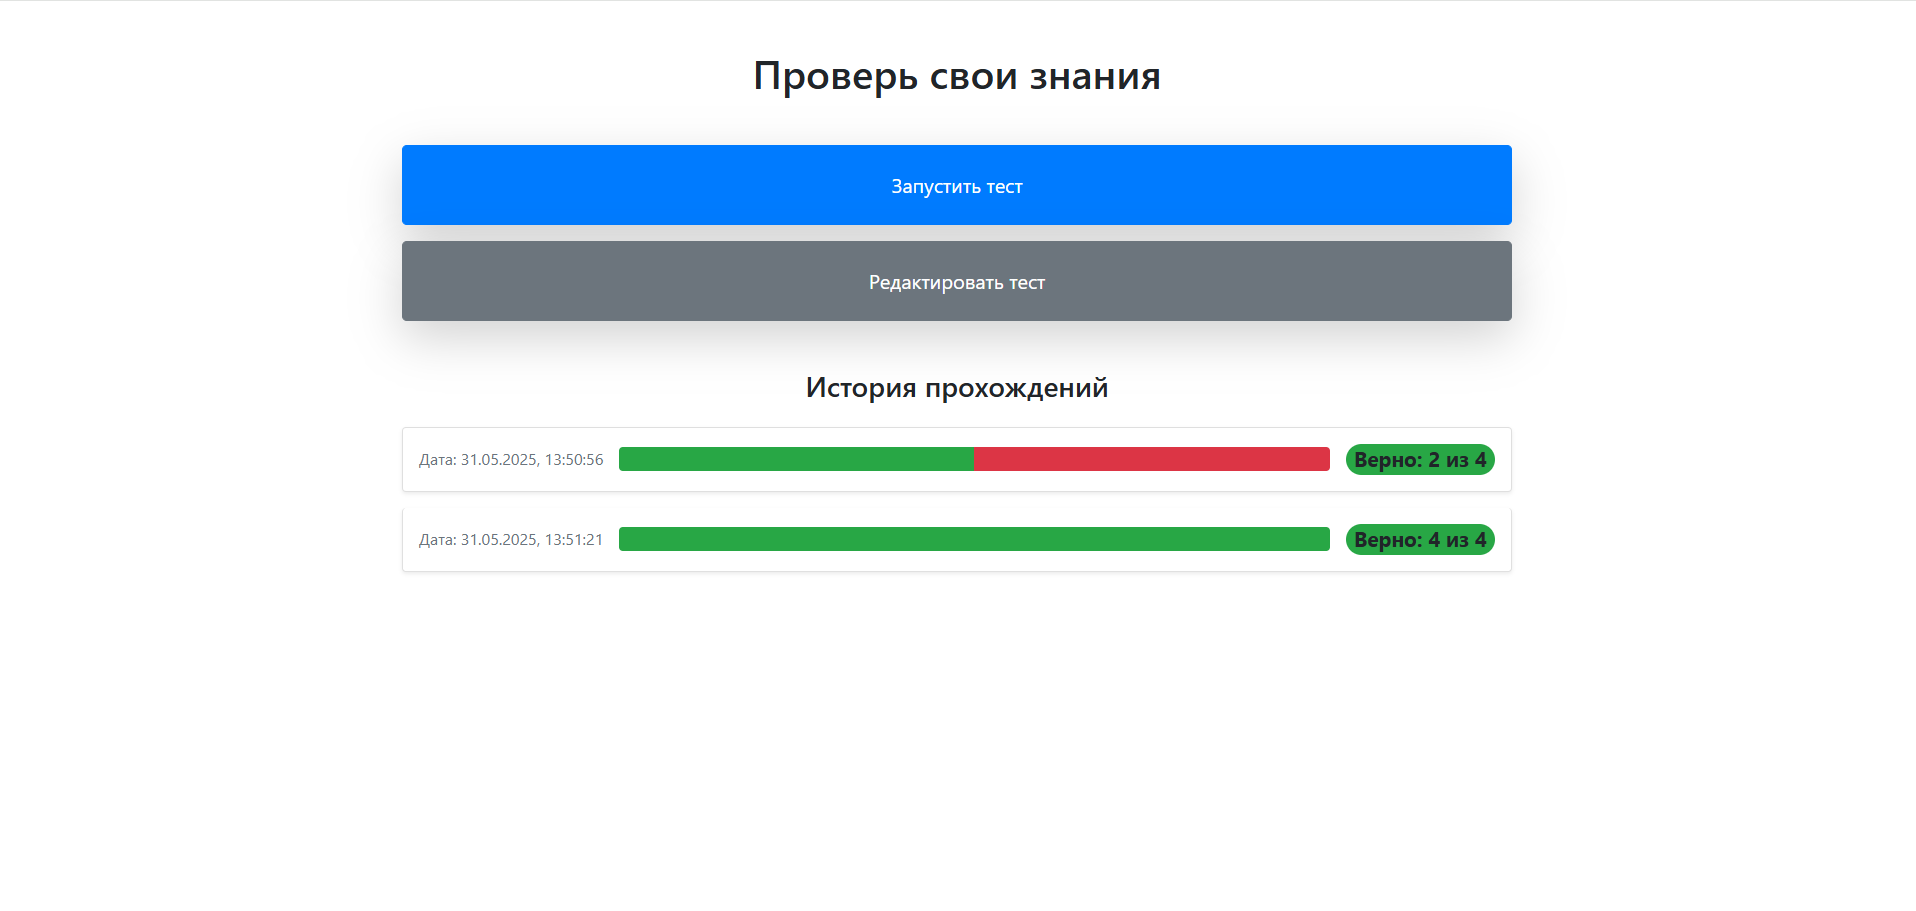 Проверь свои знания
Запустить тест
Редактировать тест
История прохождений
Дата: 31.05.2025, 13:50:56 Верно: 2 из 4
Дата: 31.05.2025, 13:51:21 Верно: 4 из 4